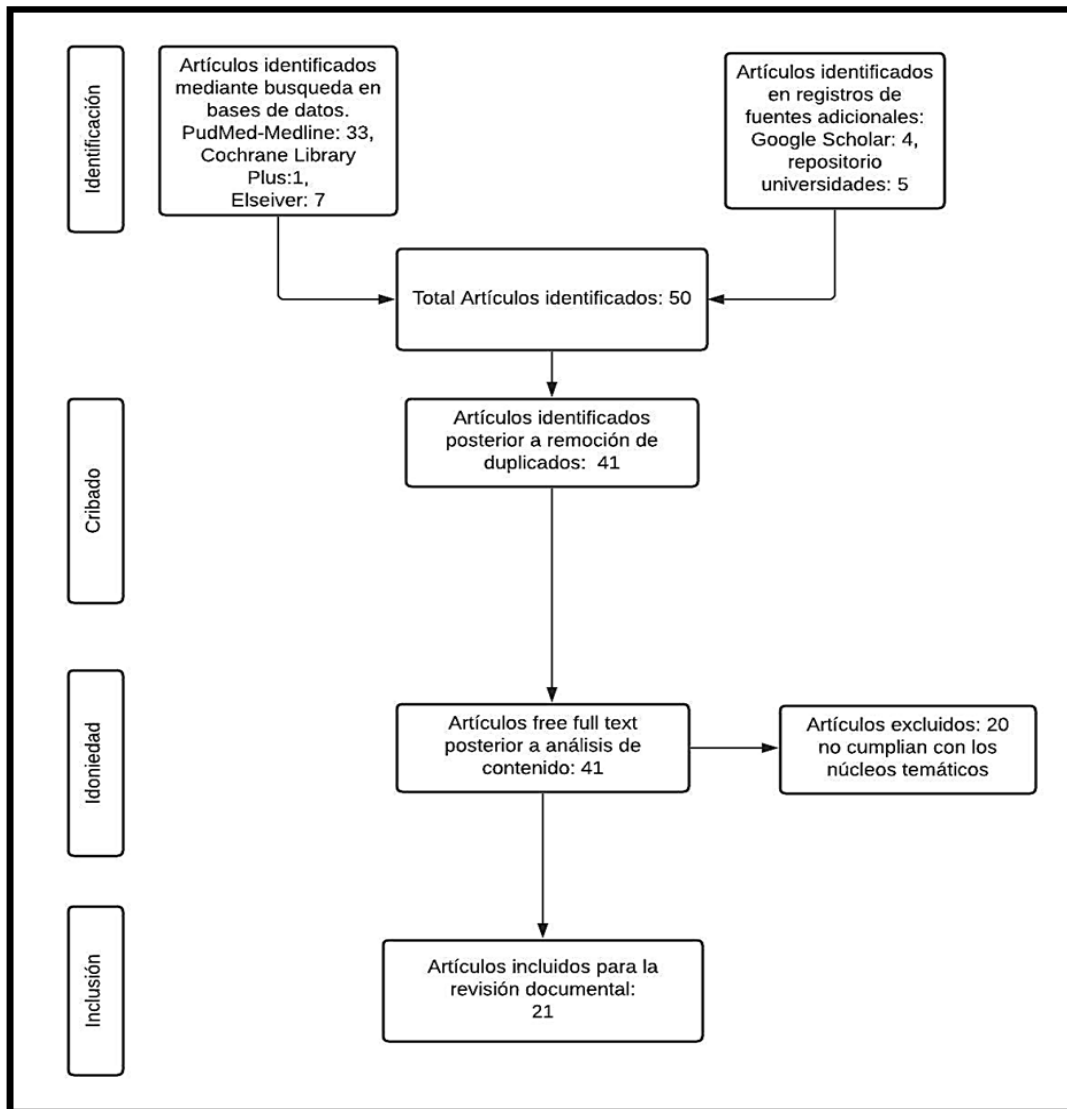 Identificación
Artículos identificados
mediante busqueda en
bases de datos.
PudMed-Medline: 33,
Cochrane Library
Plus:1,
Elseiver: 7
Artículos identificados
en registros de
fuentes adicionales:
Google Scholar: 4,
repositorio
universidades: 5
Total Artículos identificados: 50
Cribado
Artículos identificados
posterior a remoción de
duplicados: 41
Idoniedad
Artículos free full text
posterior a análisis de
contenido: 41
Artículos excluidos: 20
no cumplian con los
núcleos temáticos
Inclusión
Artículos incluidos para la
revisión documental:
21